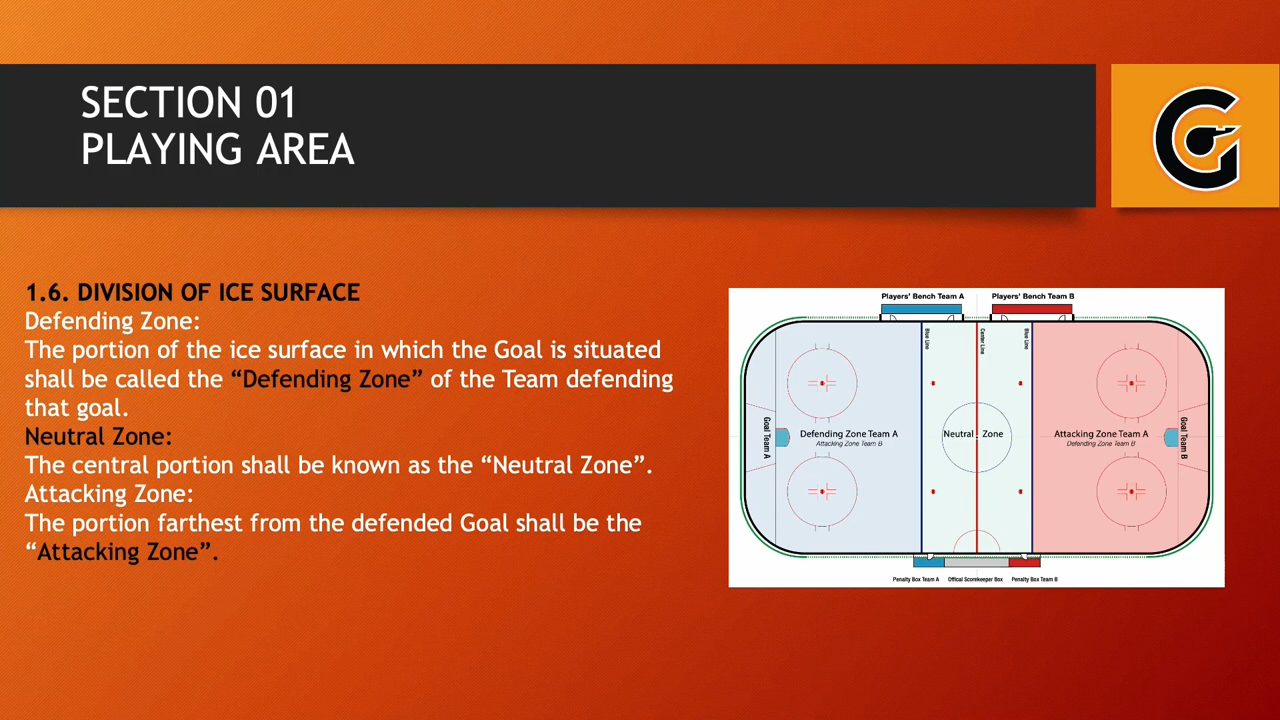 SECTION 01
PLAYING AREA
G
1.6. DIVISION OF ICE SURFACE
Defending Zone:
The portion of the ice surface in which the Goal is situated
shall be called the “Defending Zone” of the Team defending
that goal.
Neutral Zone:
The central portion shall be known as the “Neutral Zone”.
Attacking Zone:
The portion farthest from the defended Goal shall be the
“Attacking Zone”.
Players' Bench Team A
Players' Bench Team B
Blue Line
Center Line
Blue Line
Goal Team A
Defending Zone Team A
Attacking Zone Team B
Neutral Zone
Attacking Zone Team A
Defending Zone Team B
Goal Team B
Penalty Box Team A
Offical Scorekeeper Box
Penalty Box Team B